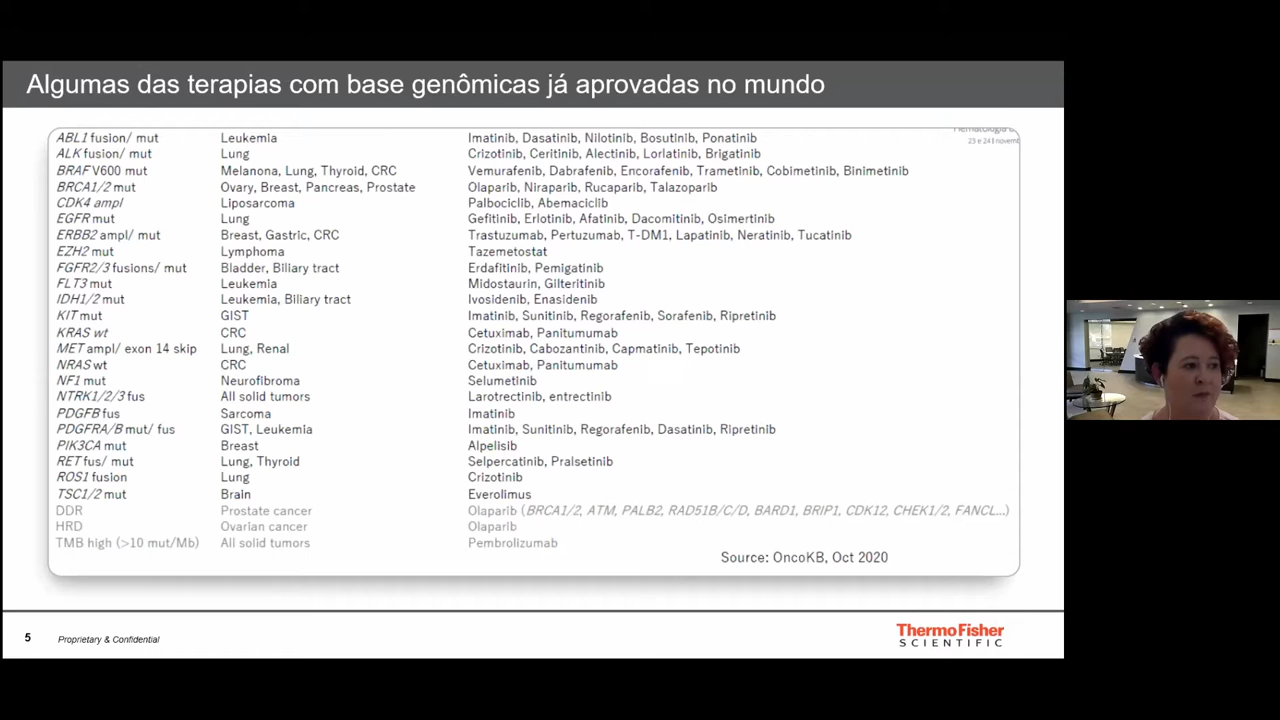 Algumas das terapias com base genômicas já aprovadas no mundo
23 e 24 | novemb
ABL1 fusion/ mut Leukemia Imatinib, Dasatinib, Nilotinib, Bosutinib, Ponatinib
ALK fusion/ mut Lung Crizotinib, Ceritinib, Alectinib, Lorlatinib, Brigatinib
BRAF V600 mut Melanona, Lung, Thyroid, CRC Vemurafenib, Dabrafenib, Encorafenib, Trametinib, Cobimetinib, Binimetinib
BRCA1/2 mut Ovary, Breast, Pancreas, Prostate Olaparib, Niraparib, Rucaparib, Talazoparib
CDK4 ampl Liposarcoma Palbociclib, Abemaciclib
EGFR mut Lung Gefitinib, Erlotinib, Afatinib, Dacomitinib, Osimertinib
ERBB2 ampl/ mut Breast, Gastric, CRC Trastuzumab, Pertuzumab, T-DM1, Lapatinib, Neratinib, Tucatinib
EZH2 mut Lymphoma Tazemetostat
FGFR2/3 fusions/ mut Bladder, Biliary tract Erdafitinib, Pemigatinib
FLT3 mut Leukemia Midostaurin, Gilteritinib
IDH1/2 mut Leukemia, Biliary tract Ivosidenib, Enasidenib
KIT mut GIST Imatinib, Sunitinib, Regorafenib, Sorafenib, Ripretinib
KRAS wt CRC Cetuximab, Panitumumab
MET ampl/ exon 14 skip Lung, Renal Crizotinib, Cabozantinib, Capmatinib, Tepotinib
NRAS wt CRC Cetuximab, Panitumumab
NF1 mut Neurofibroma Selumetinib
NTRK1/2/3 fus All solid tumors Larotrectinib, entrectinib
PDGFB fus Sarcoma Imatinib
PDGFRA/B mut/ fus GIST, Leukemia Imatinib, Sunitinib, Regorafenib, Dasatinib, Ripretinib
PIK3CA mut Breast Alpelisib
RET fus/ mut Lung, Thyroid Selpercatinib, Pralsetinib
ROS1 fusion Lung Crizotinib
TSC1/2 mut Brain Everolimus
DDR Prostate cancer Olaparib (BRCA1/2, ATM, PALB2, RAD51B/C/D, BARD1, BRIP1, CDK12, CHEK1/2, FANCL...)
HRD Ovarian cancer Olaparib
TMB high (>10 mut/Mb) All solid tumors Pembrolizumab
Source: OncoKB, Oct 2020
5 Proprietary & Confidential
ThermoFisher
SCIENTIFIC